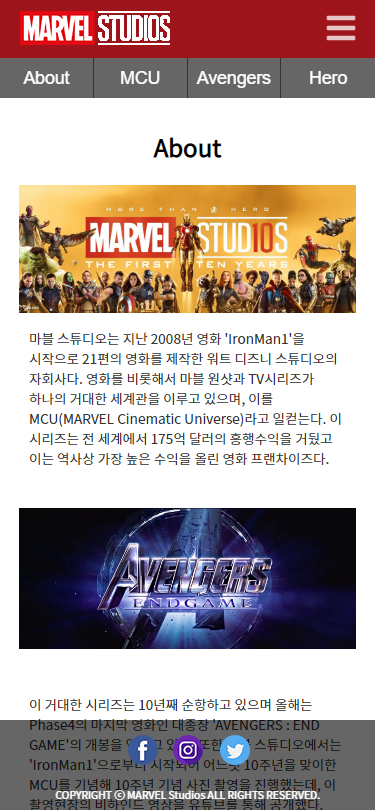 MARVEL STUDIOS
About MCU Avengers Hero
About
MORE THAN A HERO
MARVEL STUDIOS
THE FIRST TEN YEARS
마블 스튜디오는 지난 2008년 영화 'IronMan1'을
시작으로 21편의 영화를 제작한 워트 디즈니 스튜디오의
자회사다. 영화를 비롯해서 마블 원샷과 TV시리즈가
하나의 거대한 세계관을 이루고 있으며, 이를
MCU(MARVEL Cinematic Universe)라고 일컫는다. 이
시리즈는 전 세계에서 175억 달러의 흥행수익을 거뒀고
이는 역사상 가장 높은 수익을 올린 영화 프랜차이즈다.
AVENGERS
ENDGAME
이 거대한 시리즈는 10년째 순항하고 있으며 올해는
Phase4의 마지막 영화인 대종장 'AVENGERS : END
GAME'의 개봉을 스튜디오에서는
'IronMan1'으로부터 시작되어 어느덧 10주년을 맞이한
MCU를 기념해 10주년 기념 사진 촬영을 진행했는데, 이
촬영현장의 비하인드 영상을 유튜브를 통해 공개했다.
COPYRIGHT ⓒ MARVEL Studios ALL RIGHTS RESERVED.